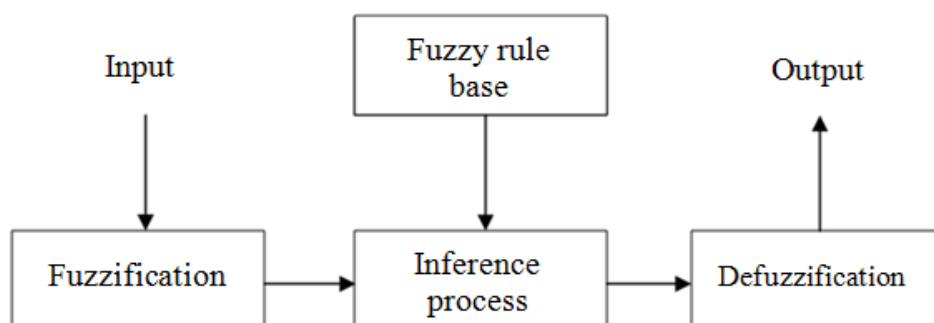 Input
Fuzzy rule
base
Output
Fuzzification
Inference
process
Defuzzification